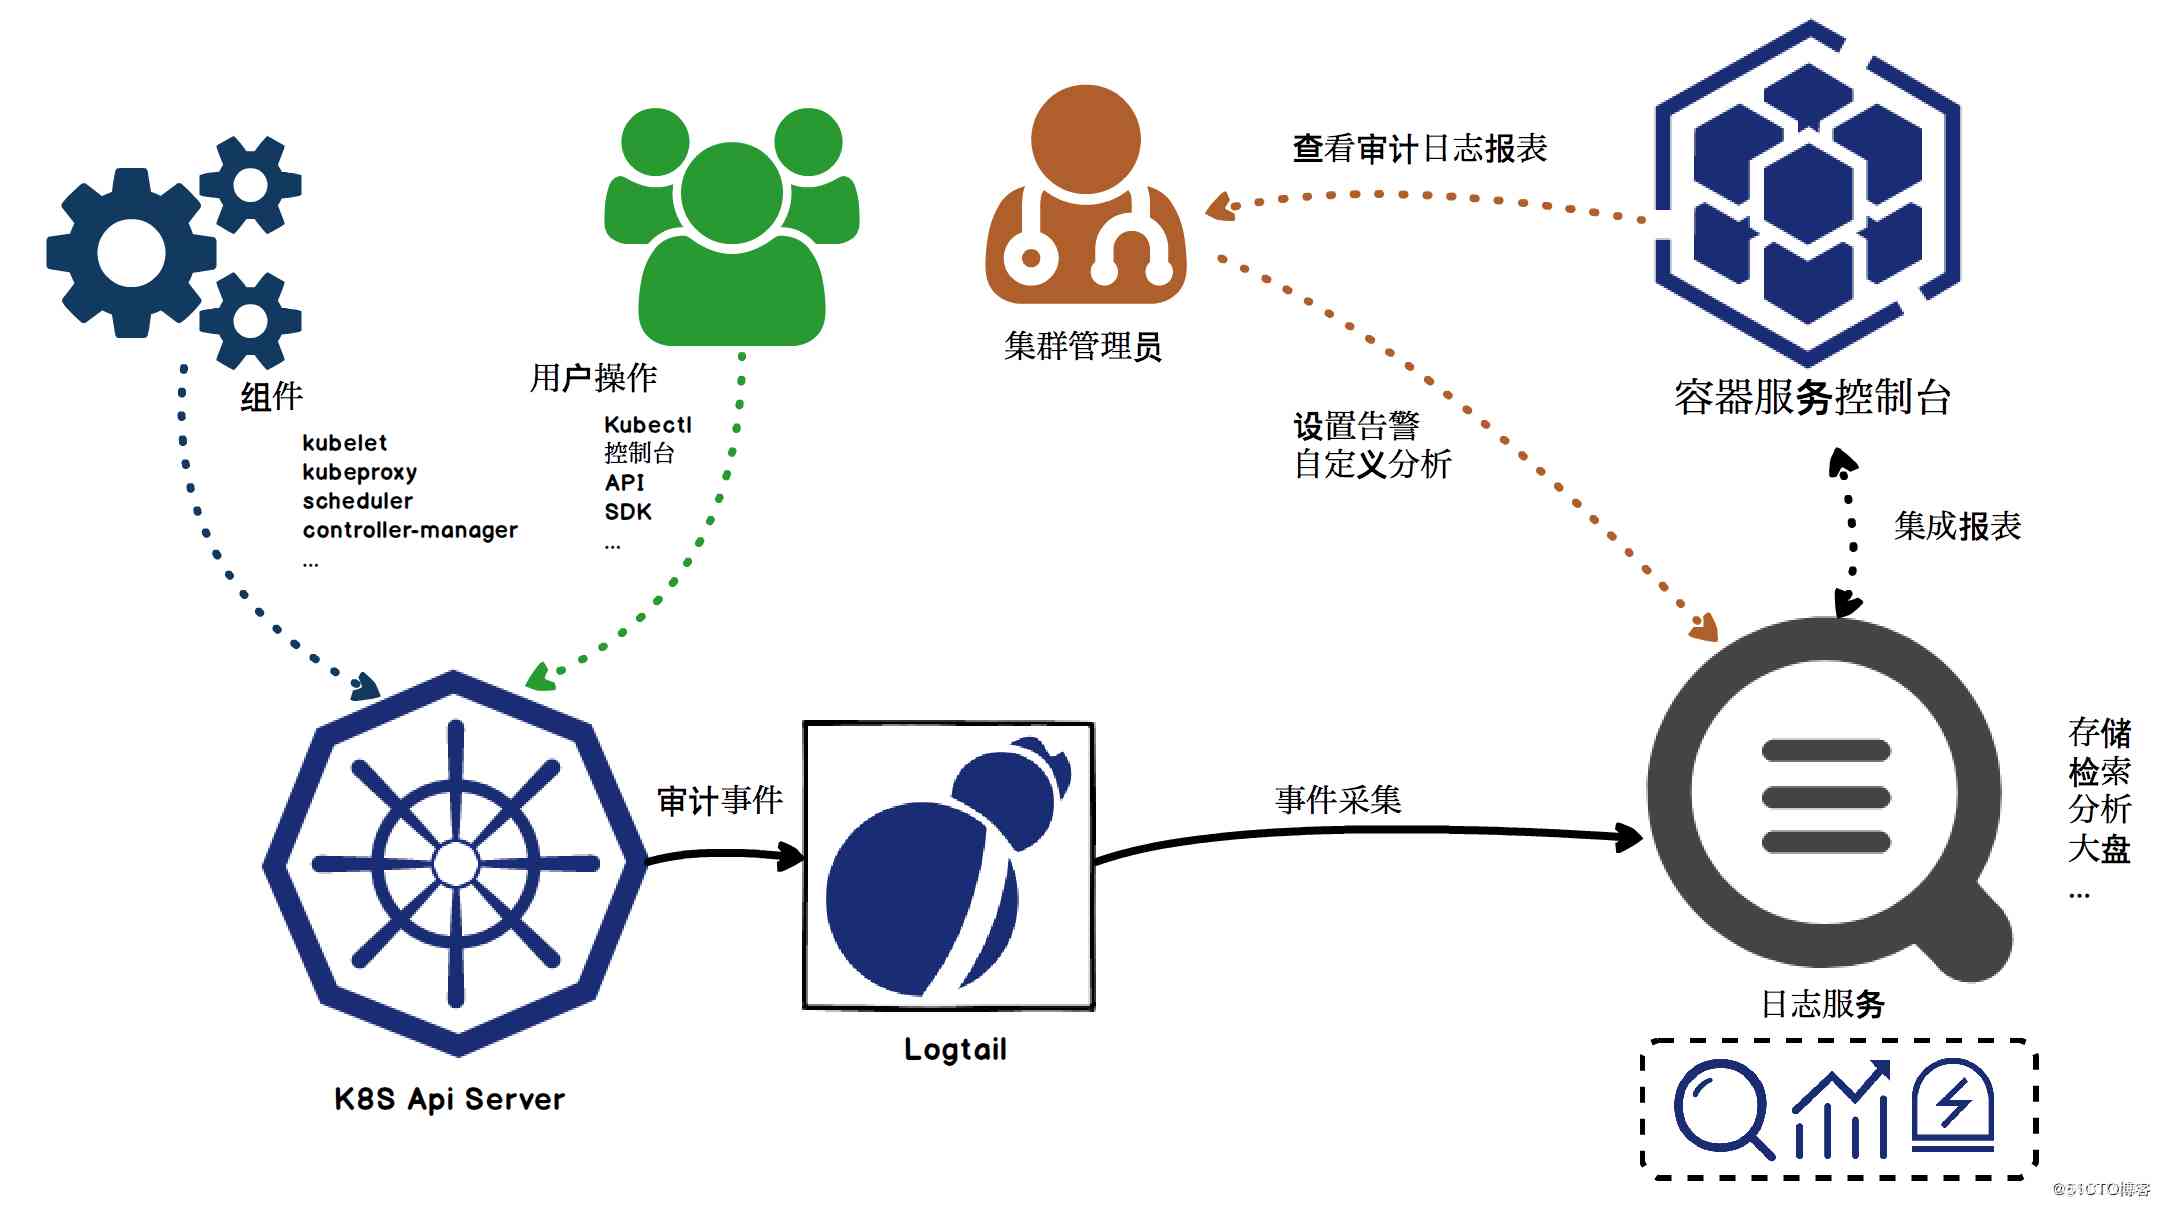 查看审计日志报表
集群管理员
用户操作
组件
容器服务控制台
Kubectl
控制台
API
SDK
...
kubelet
kubeproxy
scheduler
controller-manager
...
设置告警
自定义分析
集成报表
存储
检索
分析
大盘
...
审计事件
事件采集
日志服务
Logtail
K8S Api Server
@51CTO博客